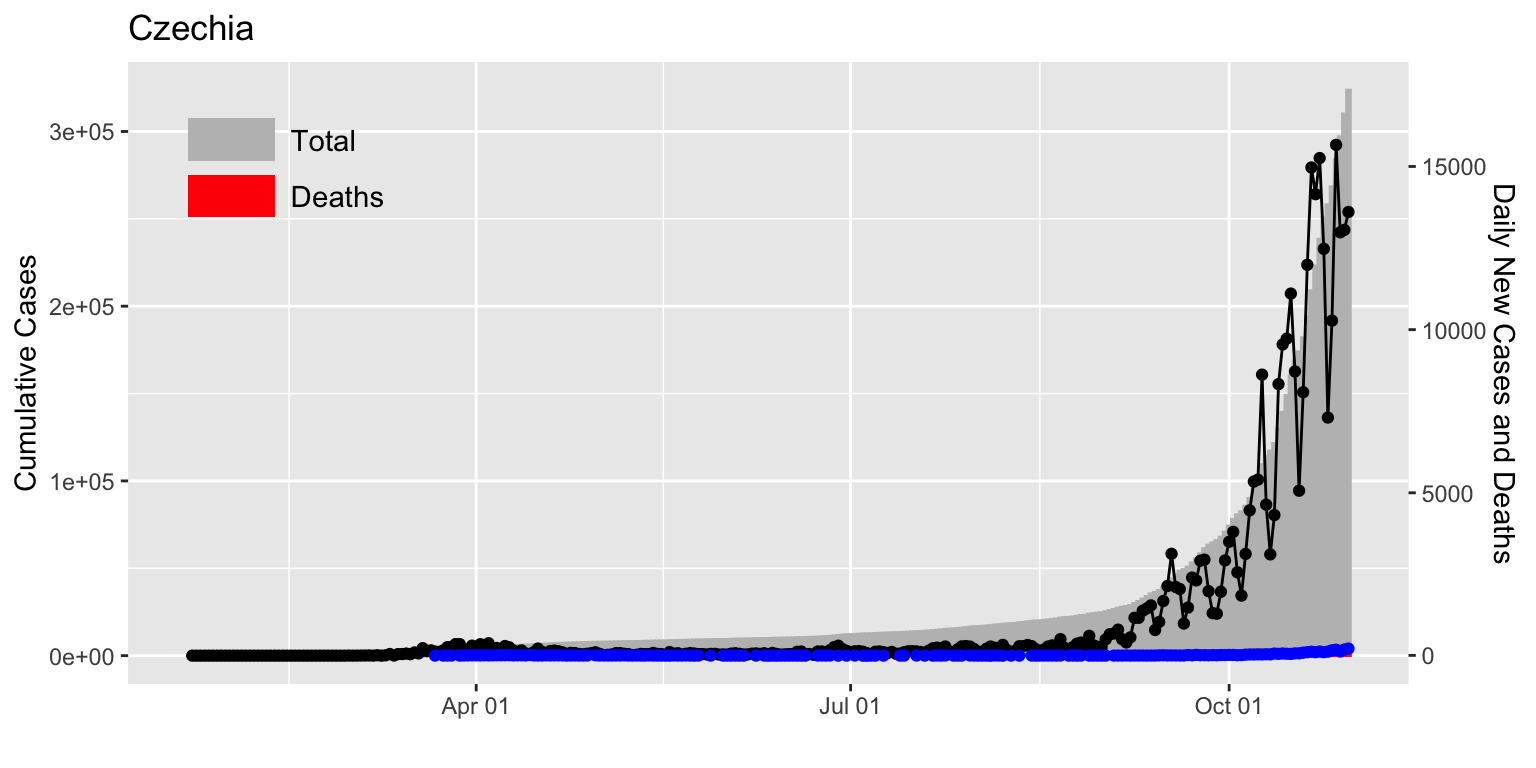 Czechia
Total
Deaths
Cumulative Cases
3e+05
2e+05
1e+05
0e+00
15000
10000
5000
0
Daily New Cases and Deaths
Apr 01
Jul 01
Oct 01